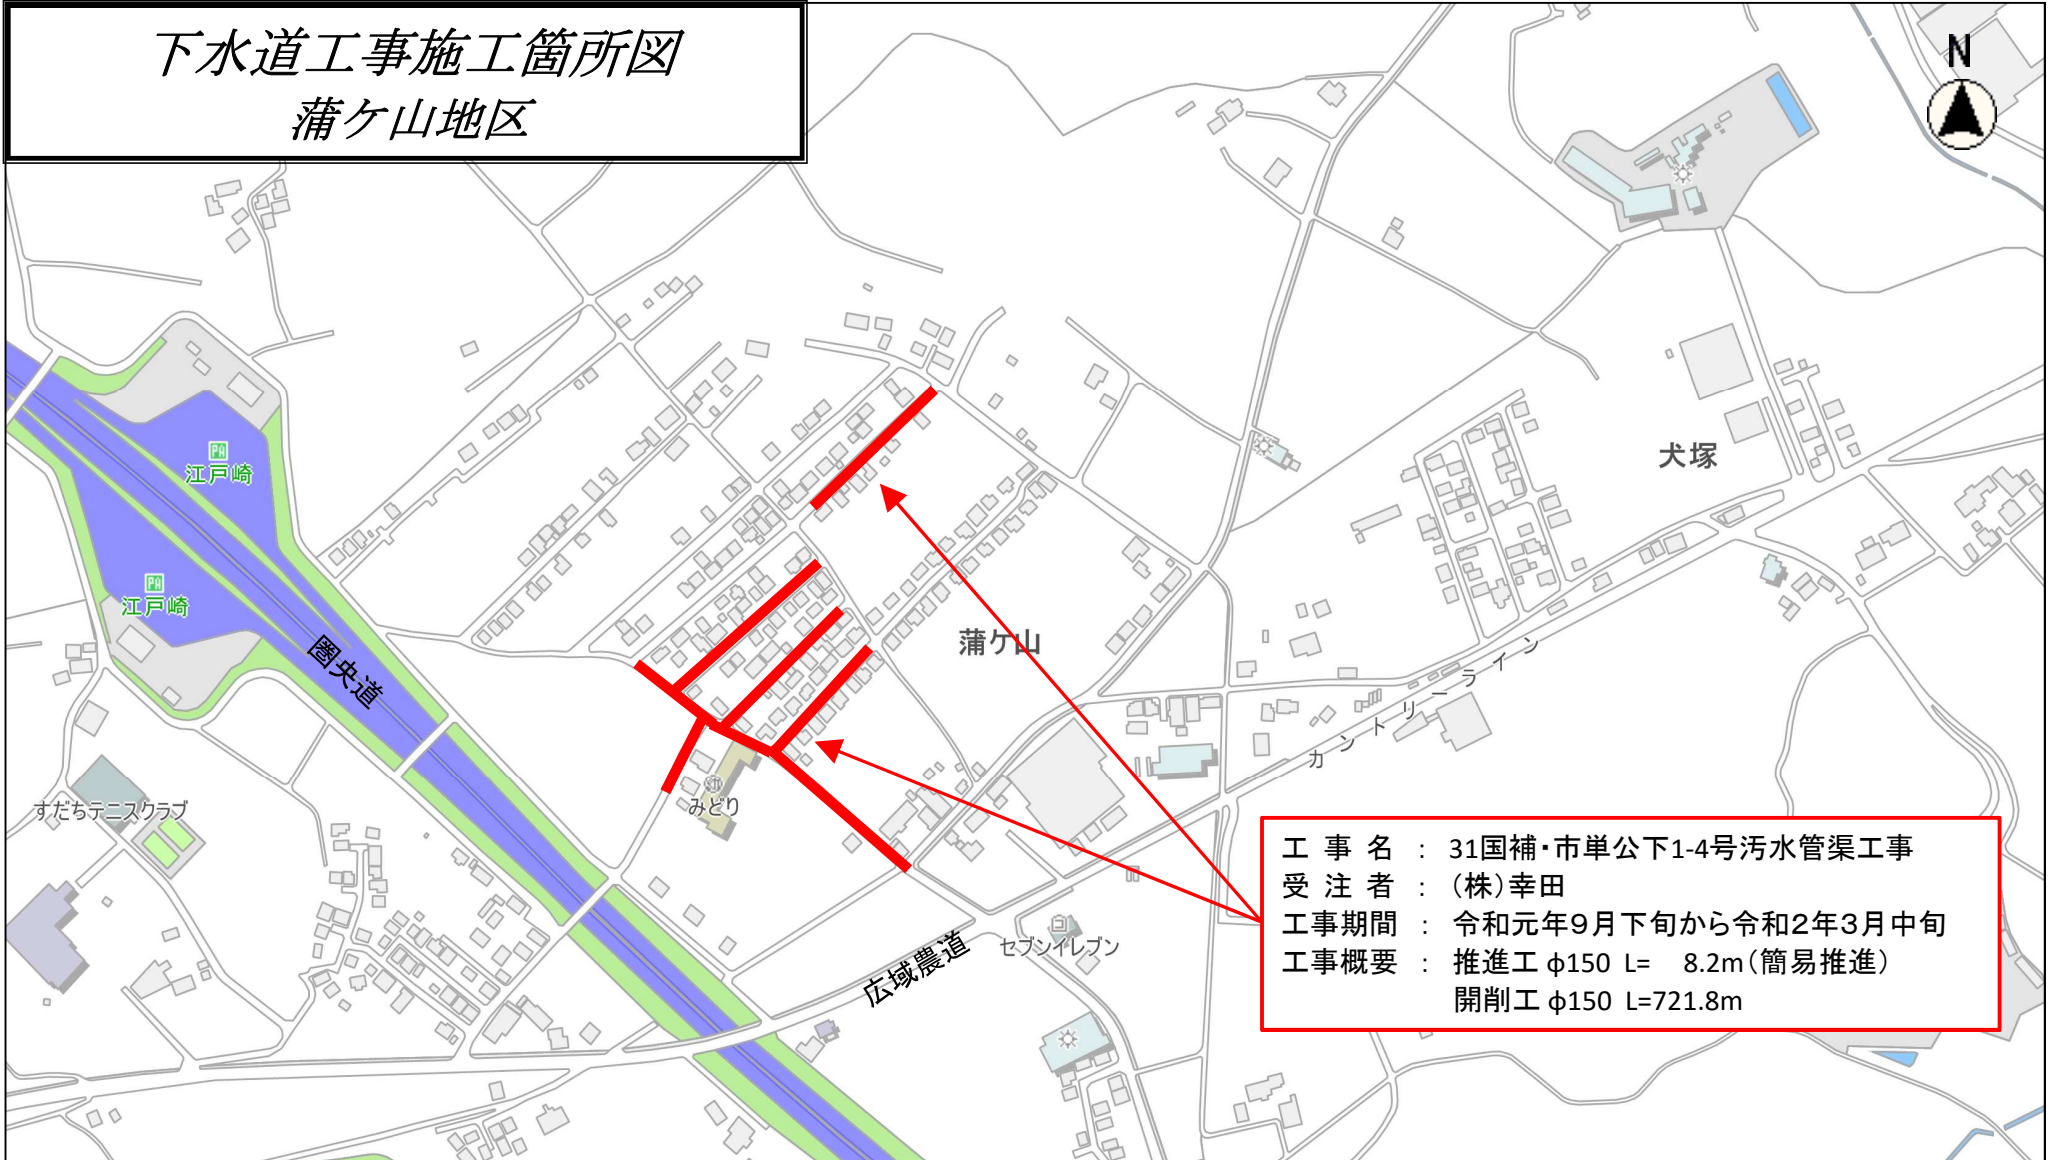 下水道工事施工箇所図
蒲ケ山地区
N
PA
江戸崎
PA
江戸崎
圏央道
犬塚
蒲ケ山
カントリーライン
すだちテニスクラブ
みどり
セブンイレブン
広域農道
工 事 名 : 31国補・市単公下1-4号汚水管渠工事
受 注 者 : (株)幸田
工事期間 : 令和元年9月下旬から令和2年3月中旬
工事概要 : 推進工 φ150 L= 8.2m(簡易推進)
開削工 φ150 L=721.8m